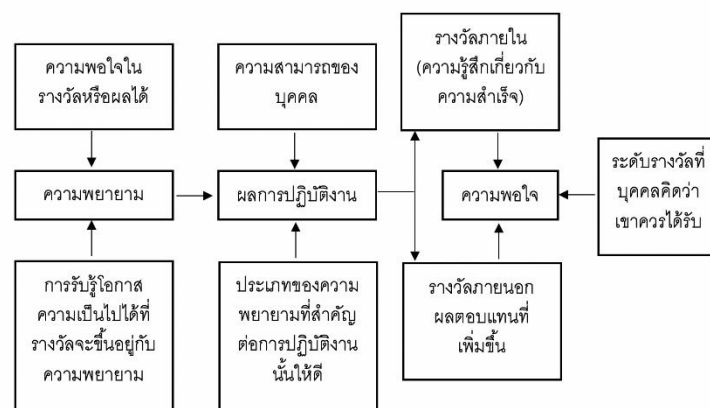 ความพอใจใน
รางวัลหรือผลได้
ความสามารถของ
บุคคล
รางวัลภายใน
(ความรู้สึกเกี่ยวกับ
ความสำเร็จ)
ความพยายาม
ผลการปฏิบัติงาน
ความพอใจ
ระดับรางวัลที่
บุคคลคิดว่า
เขาควรได้รับ
การรับรู้โอกาส
ความเป็นไปได้ที่
รางวัลจะขึ้นอยู่กับ
ความพยายาม
ประเภทของความ
พยายามที่สำคัญ
ต่อการปฏิบัติงาน
นั้นให้ดี
รางวัลภายนอก
ผลตอบแทนที่
เพิ่มขึ้น